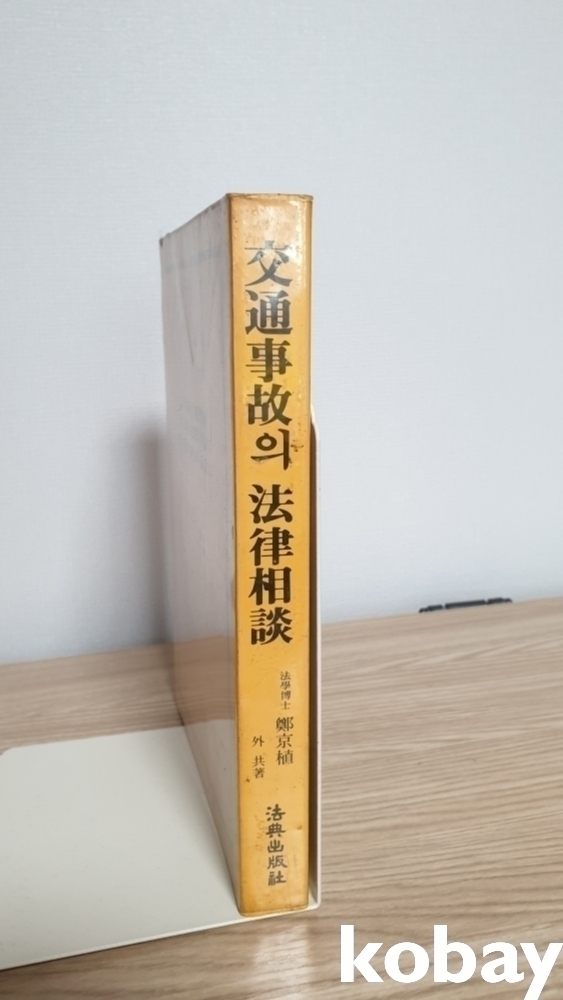 交通事故의 法律相談
法學博士 鄭京植
外 共著
法典出版社
kobay